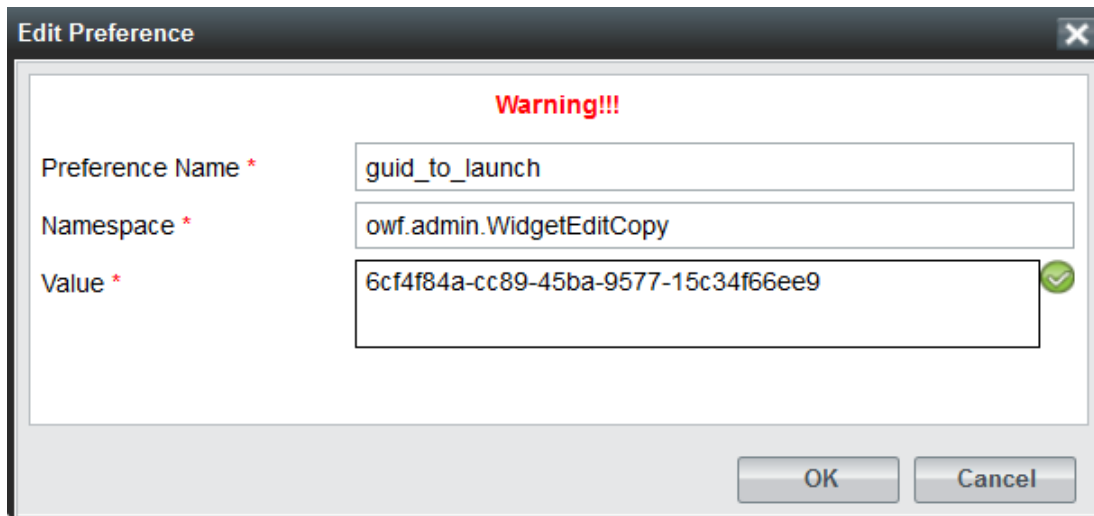 Edit Preference
Warning!!!
Preference Name * guid_to_launch
Namespace * owf.admin.WidgetEditCopy
Value * 6cf4f84a-cc89-45ba-9577-15c34f66ee9
OK Cancel